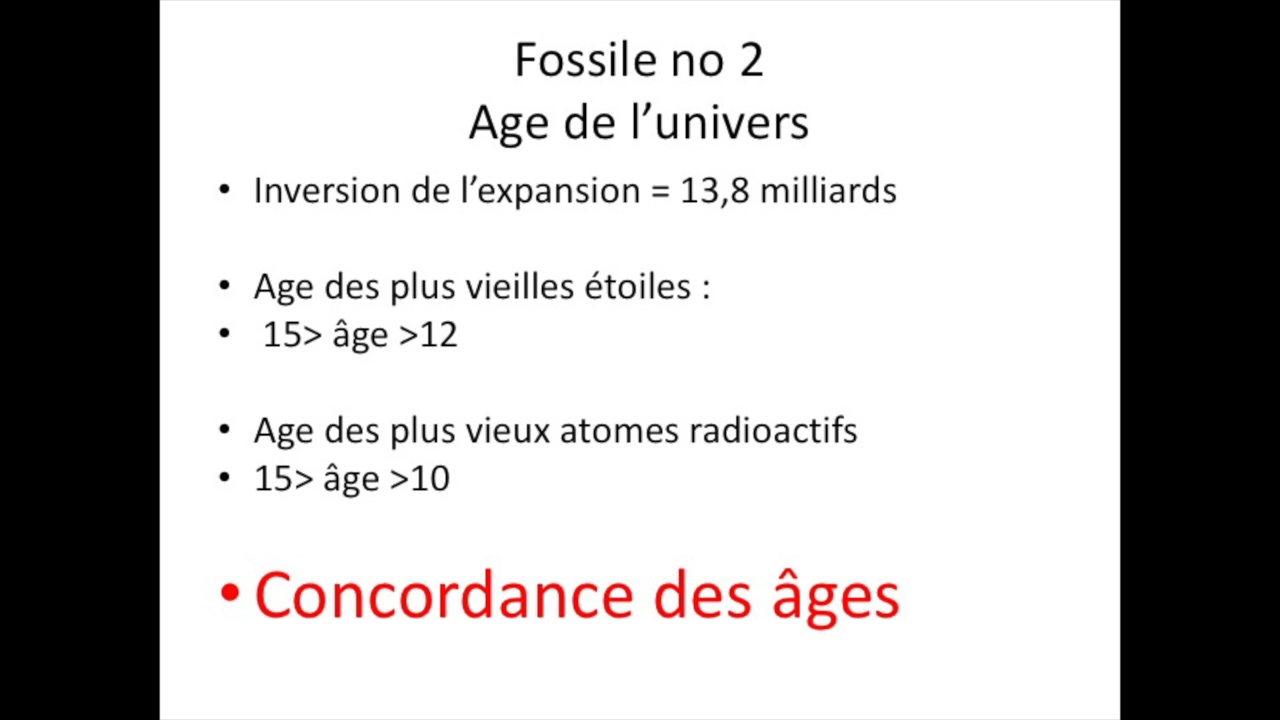 Fossile no 2
Age de l’univers
• Inversion de l’expansion = 13,8 milliards
• Age des plus vieilles étoiles :
• 15> âge >12
• Age des plus vieux atomes radioactifs
• 15> âge >10
• Concordance des âges